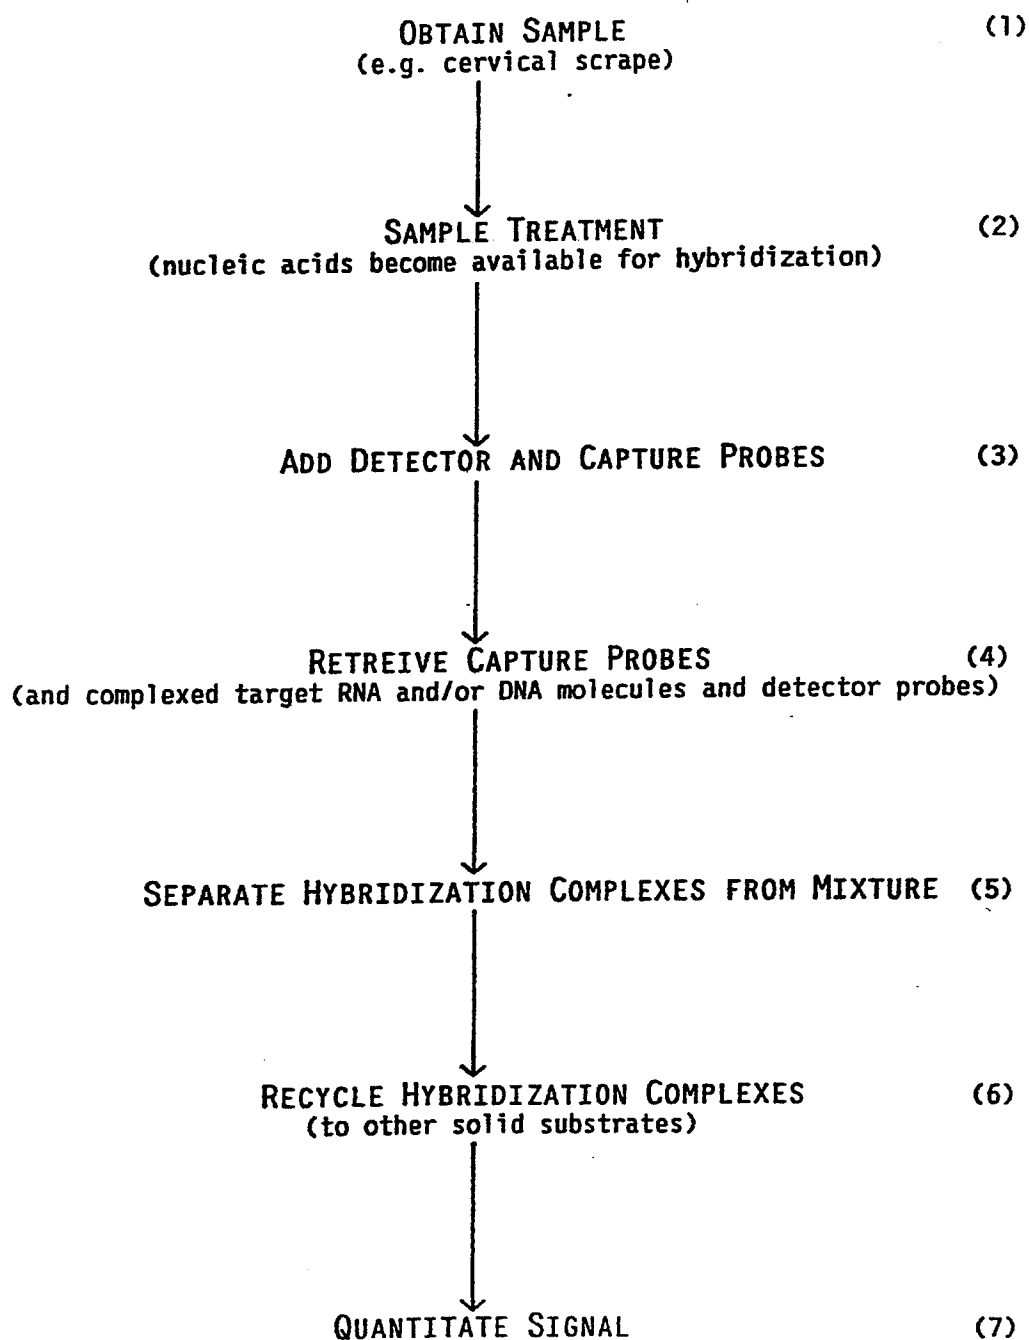 OBTAIN SAMPLE (1)
(e.g. cervical scrape)
SAMPLE TREATMENT (2)
(nucleic acids become available for hybridization)
ADD DETECTOR AND CAPTURE PROBES (3)
RETREIVE CAPTURE PROBES (4)
(and complexed target RNA and/or DNA molecules and detector probes)
SEPARATE HYBRIDIZATION COMPLEXES FROM MIXTURE (5)
RECYCLE HYBRIDIZATION COMPLEXES (6)
(to other solid substrates)
QUANTITATE SIGNAL (7)